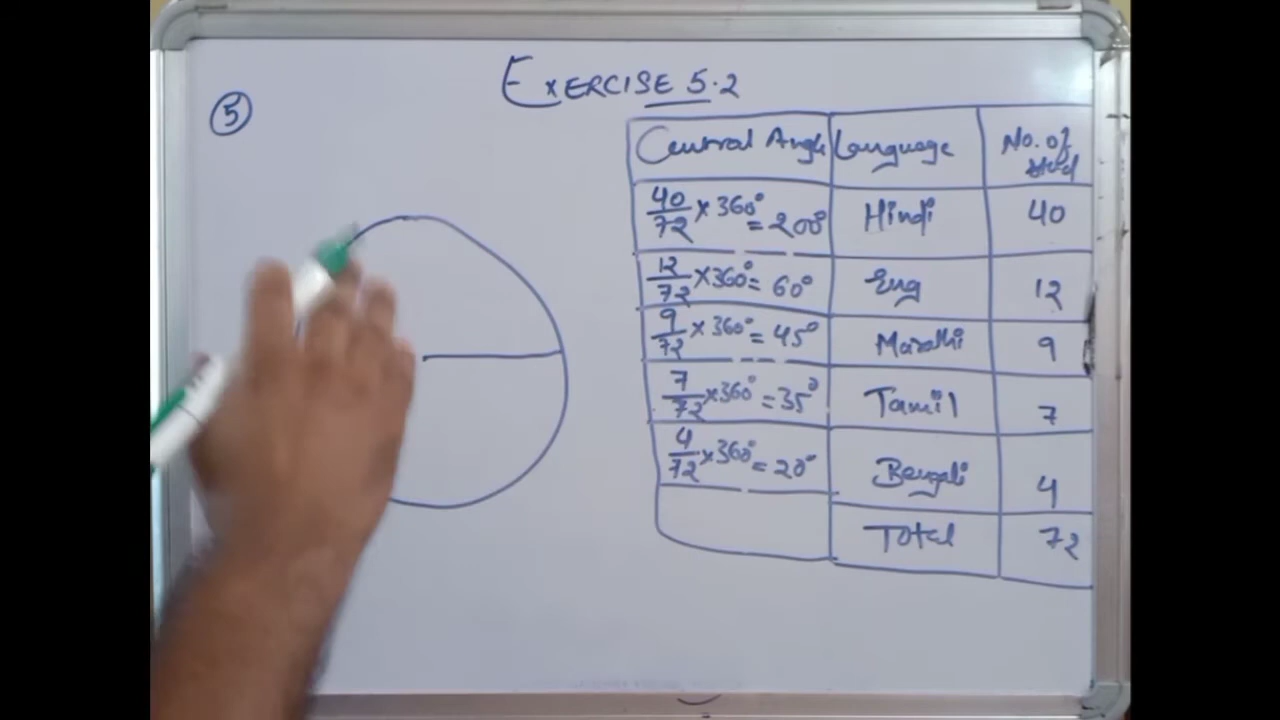 EXERCISE 5.2
5
Central Angle Language No. of Stud
40/72 × 360° = 200° Hindi 40
12/72 × 360° = 60° Eng 12
9/72 × 360° = 45° Marathi 9
7/72 × 360° = 35° Tamil 7
4/72 × 360° = 20° Bengali 4
Total 72